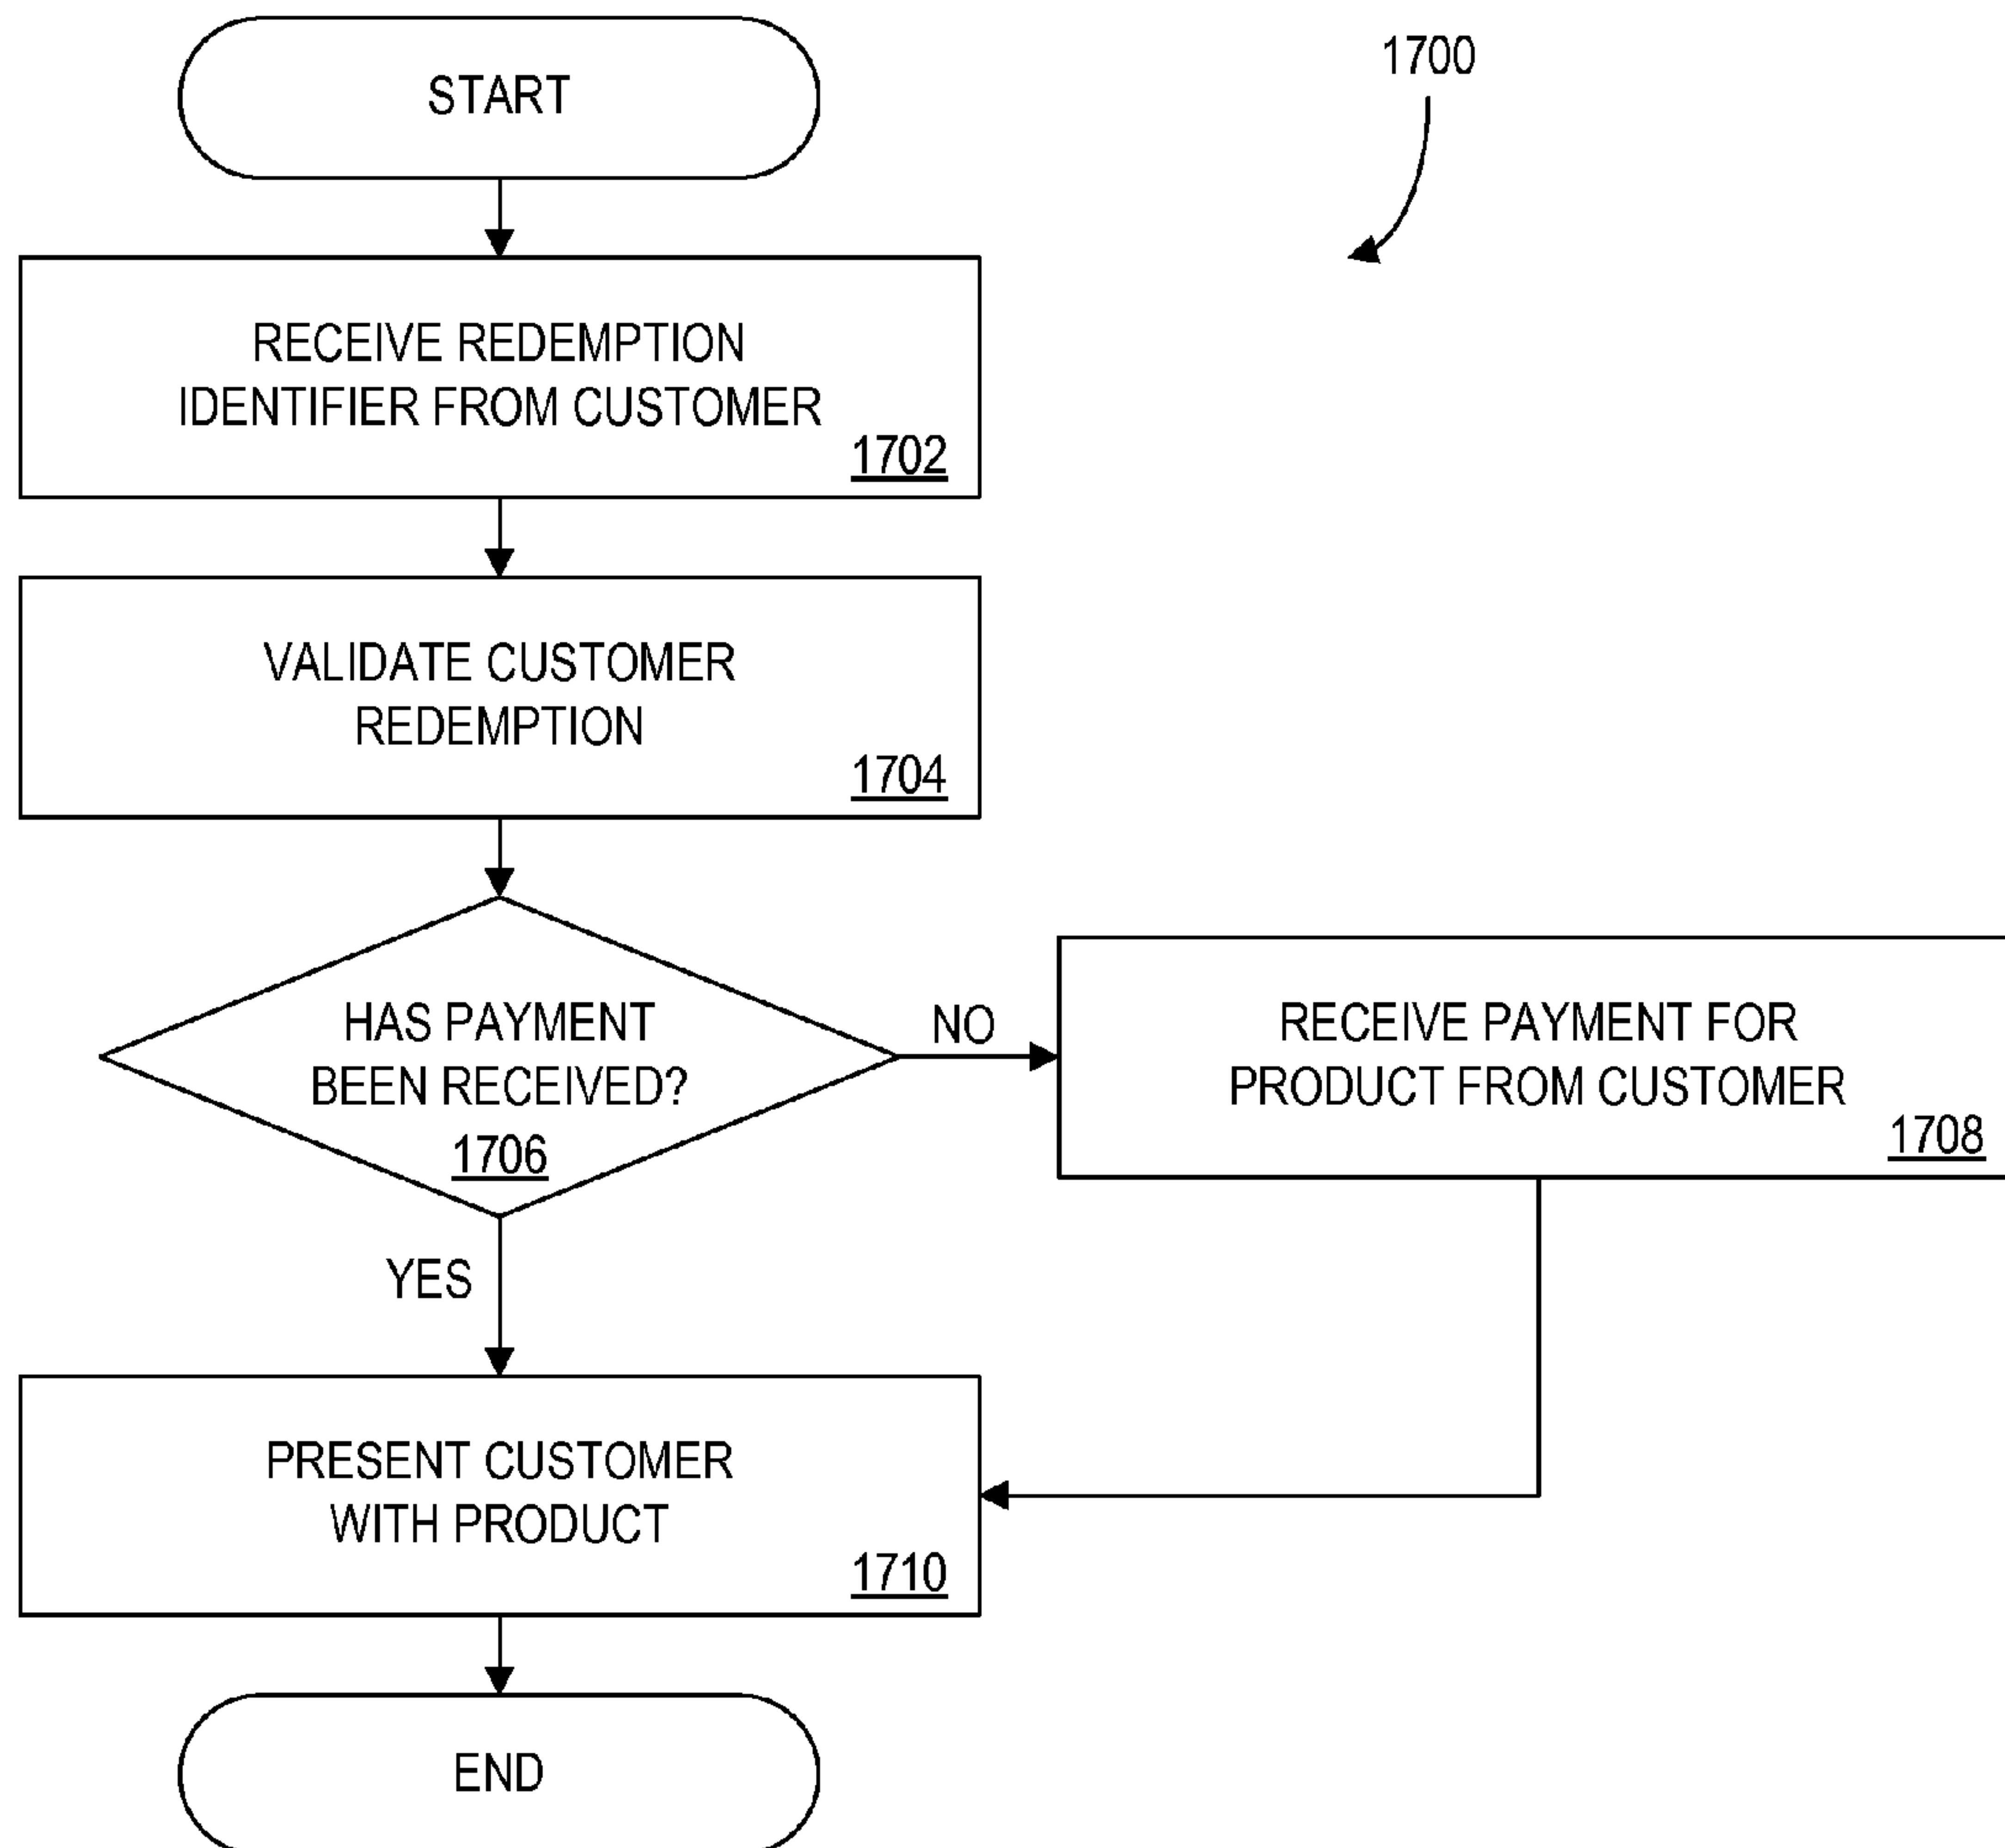 START
1700
RECEIVE REDEMPTION
IDENTIFIER FROM CUSTOMER
1702
VALIDATE CUSTOMER
REDEMPTION
1704
HAS PAYMENT
BEEN RECEIVED?
1706
NO
RECEIVE PAYMENT FOR
PRODUCT FROM CUSTOMER
1708
YES
PRESENT CUSTOMER
WITH PRODUCT
1710
END